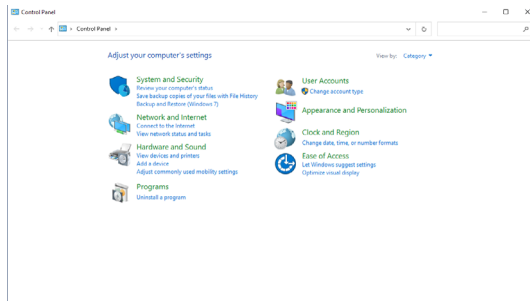 Control Panel
Control Panel
Adjust your computer's settings
View by: Category
System and Security
Review your computer's status
Save backup copies of your files with File History
Backup and Restore (Windows 7)
Network and Internet
Connect to the Internet
View network status and tasks
Hardware and Sound
View devices and printers
Add a device
Adjust commonly used mobility settings
Programs
Uninstall a program
User Accounts
Change account type
Appearance and Personalization
Clock and Region
Change date, time, or number formats
Ease of Access
Let Windows suggest settings
Optimize visual display